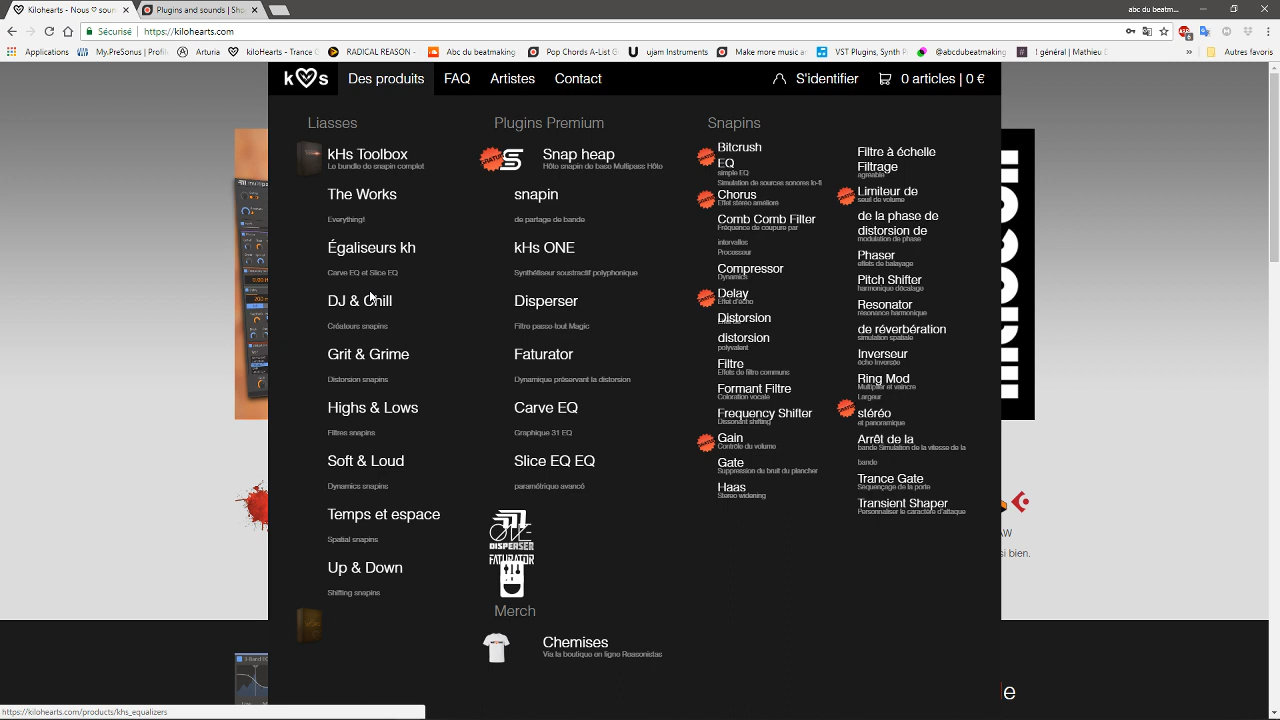 Kilohearts - Nous ♡ soun
Plugins and sounds | Sho
abc du beatm...
Sécurisé
https://kilohearts.com
Applications
My.PreSonus | Profile
Arturia
kiloHearts - Trance G
RADICAL REASON -
Abc du beatmaking
Pop Chords A-List G
ujam Instruments
Make more music a
VST Plugins, Synth P
@abcdubeatmaking
! général | Mathieu D
»
Autres favoris
k♡s
Des produits
FAQ
Artistes
Contact
S'identifier
0 articles | 0 €
Liasses
kHs Toolbox
Le bundle de snapin complet
The Works
Everything!
Égaliseurs kh
Carve EQ et Slice EQ
DJ & Chill
Créateurs snapins
Grit & Grime
Distorsion snapins
Highs & Lows
Filtres snapins
Soft & Loud
Dynamics snapins
Temps et espace
Spatial snapins
Up & Down
Shifting snapins
Plugins Premium
GRATUIT
Snap heap
Hôte snapin de base Multipass Hôte
snapin
de partage de bande
kHs ONE
Synthétiseur soustractif polyphonique
Disperser
Filtre passe-tout Magic
Faturator
Dynamique préservant la distorsion
Carve EQ
Graphique 31 EQ
Slice EQ EQ
paramétrique avancé
ONE
DISPERSER
FATURATOR
Merch
Chemises
Via la boutique en ligne Reasonistas
Snapins
Bitcrush
EQ
simple EQ
Simulation de sources sonores lo-fi
Chorus
Effet stéréo amélioré
Comb Comb Filter
Fréquence de coupure par
intervalles
Processeur
Compressor
Dynamics
Delay
Effet d'écho
Distorsion
distorsion
polyvalent
Filtre
Effets de filtre communs
Formant Filtre
Coloration vocale
Frequency Shifter
Dissonant shifting
Gain
Contrôle du volume
Gate
Suppression du bruit du plancher
Haas
Stereo widening
Filtre à échelle
Filtrage
agréable
Limiteur de
seuil de volume
de la phase de
distorsion de
modulation de phase
Phaser
effets de balayage
Pitch Shifter
harmonique décalage
Resonator
résonance harmonique
de réverbération
simulation spatiale
Inverseur
écho inversée
Ring Mod
Multiplier et vaincre
Largeur
stéréo
et panoramique
Arrêt de la
bande Simulation de la vitesse de la
bande
Trance Gate
Séquençage de la porte
Transient Shaper
Personnaliser le caractère d'attaque
AW
si bien.
e
https://kilohearts.com/products/khs_equalizers